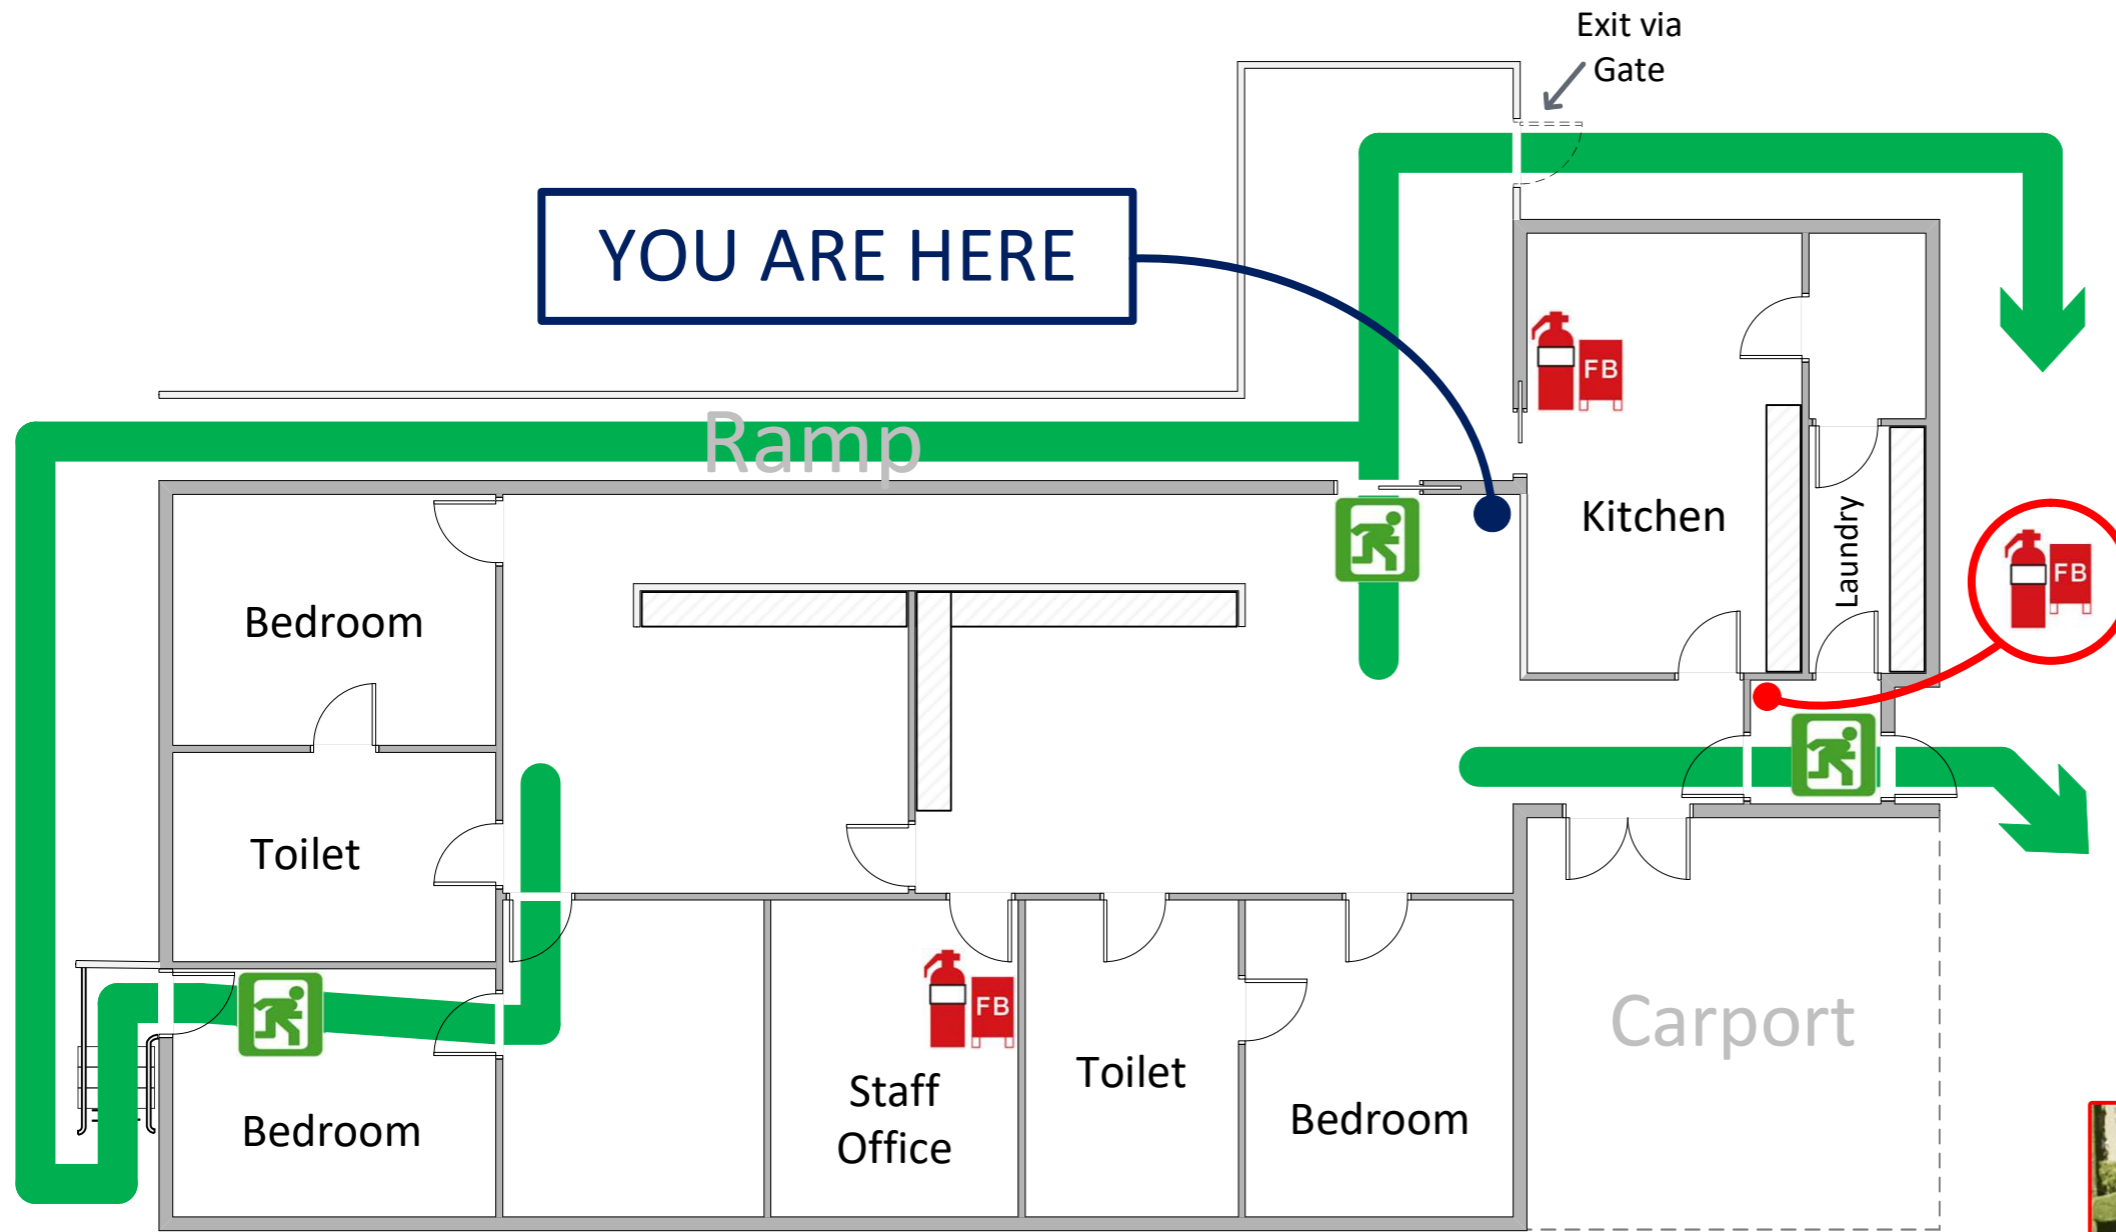 Exit via
Gate
YOU ARE HERE
FB
Ramp
Kitchen
Laundry
FB
Bedroom
Toilet
FB
Staff
Office
Toilet
Bedroom
Bedroom
Carport